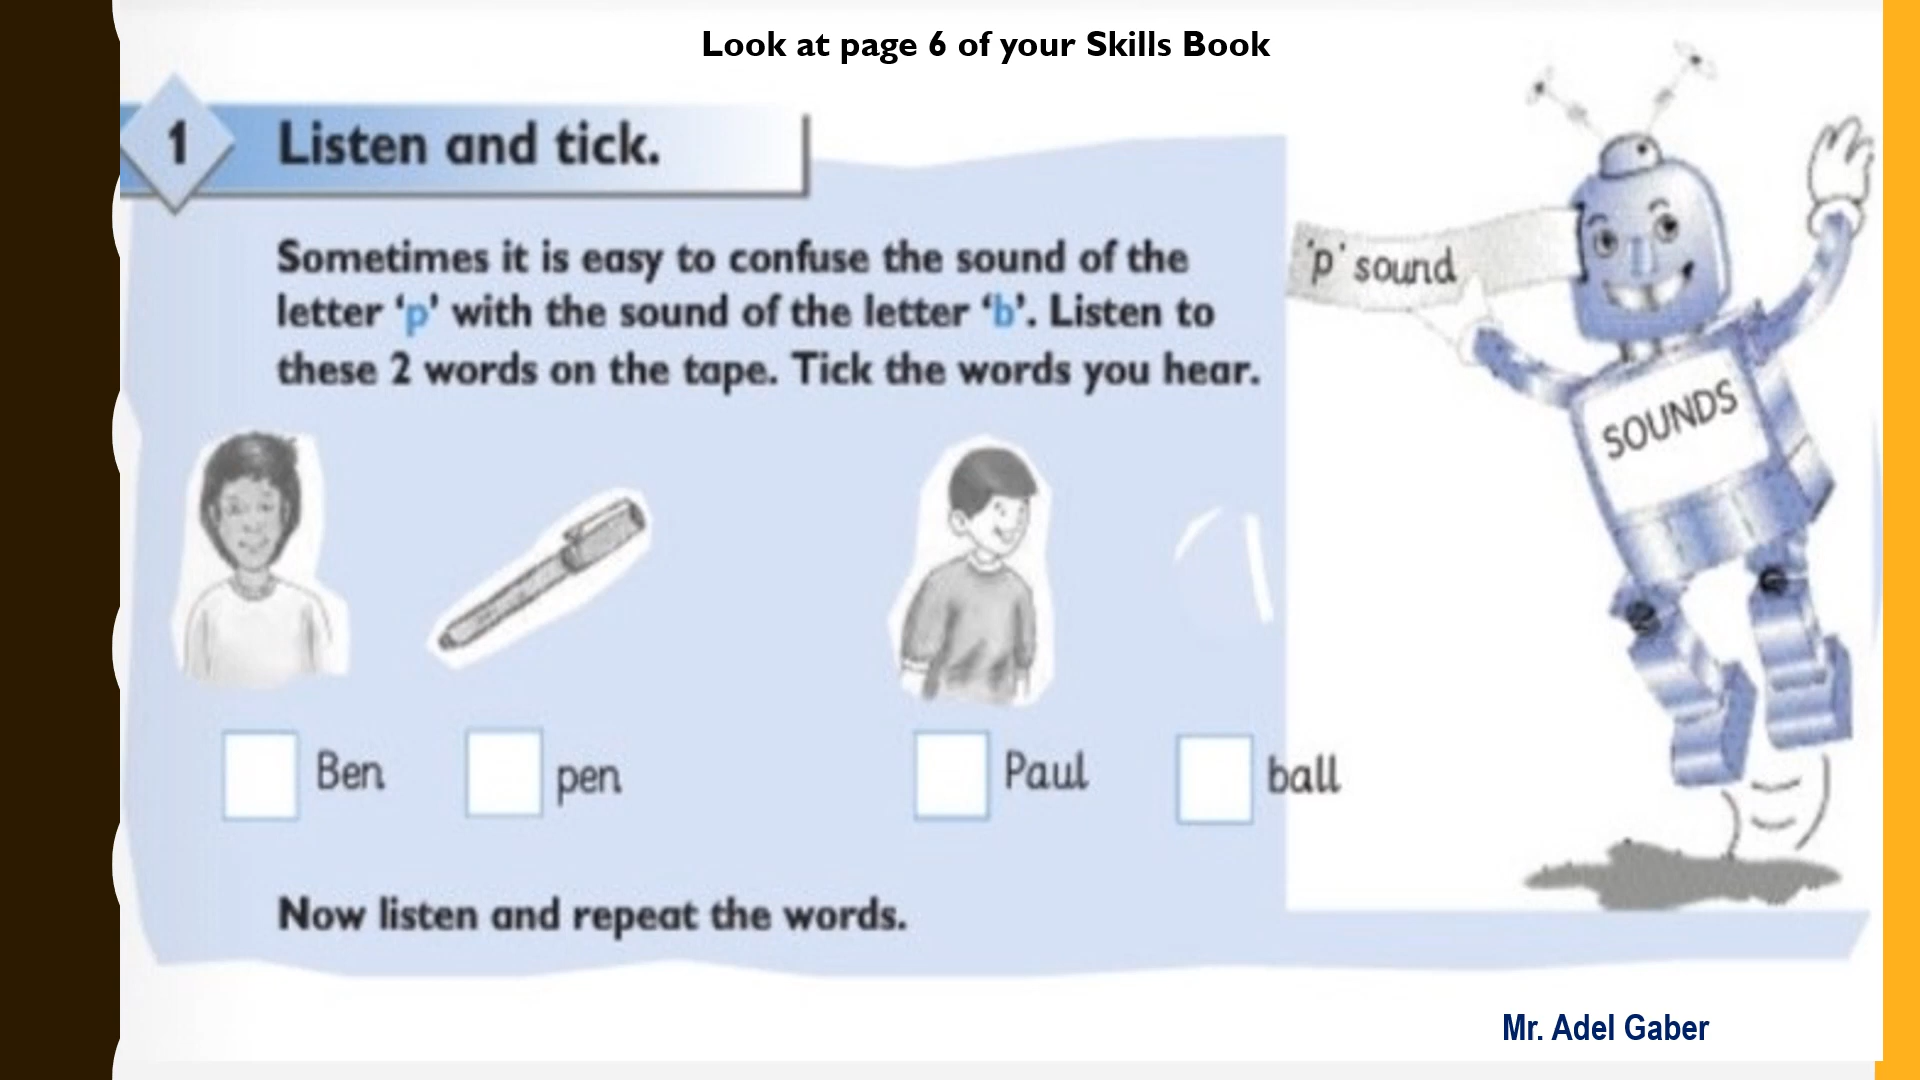 Look at page 6 of your Skills Book
1 Listen and tick.
Sometimes it is easy to confuse the sound of the
letter ‘p’ with the sound of the letter ‘b’. Listen to
these 2 words on the tape. Tick the words you hear.
'p' sound
SOUNDS
Ben pen Paul ball
Now listen and repeat the words.
Mr. Adel Gaber